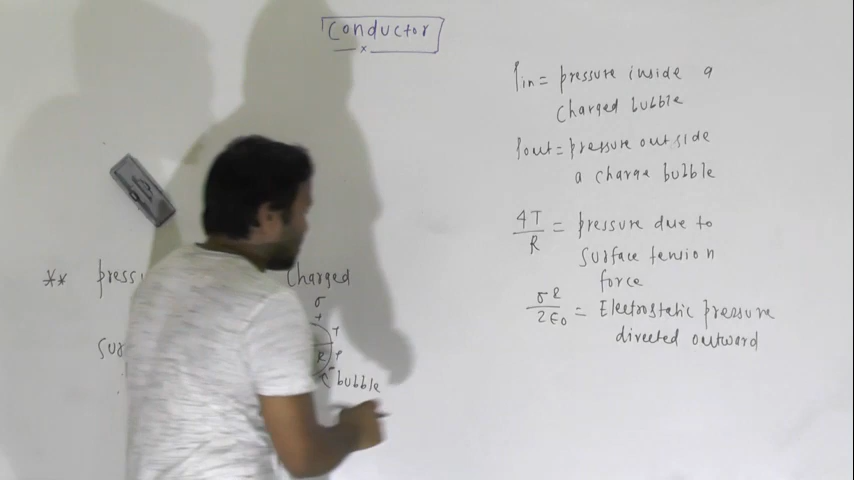 Conductor
Pin = pressure inside a
charged bubble
Pout = pressure outside
a charge bubble
4T/R = pressure due to
surface tension
force
σ²/2ε₀ = Electrostatic pressure
directed outward
** charged
σ
+
+
R +
bubble